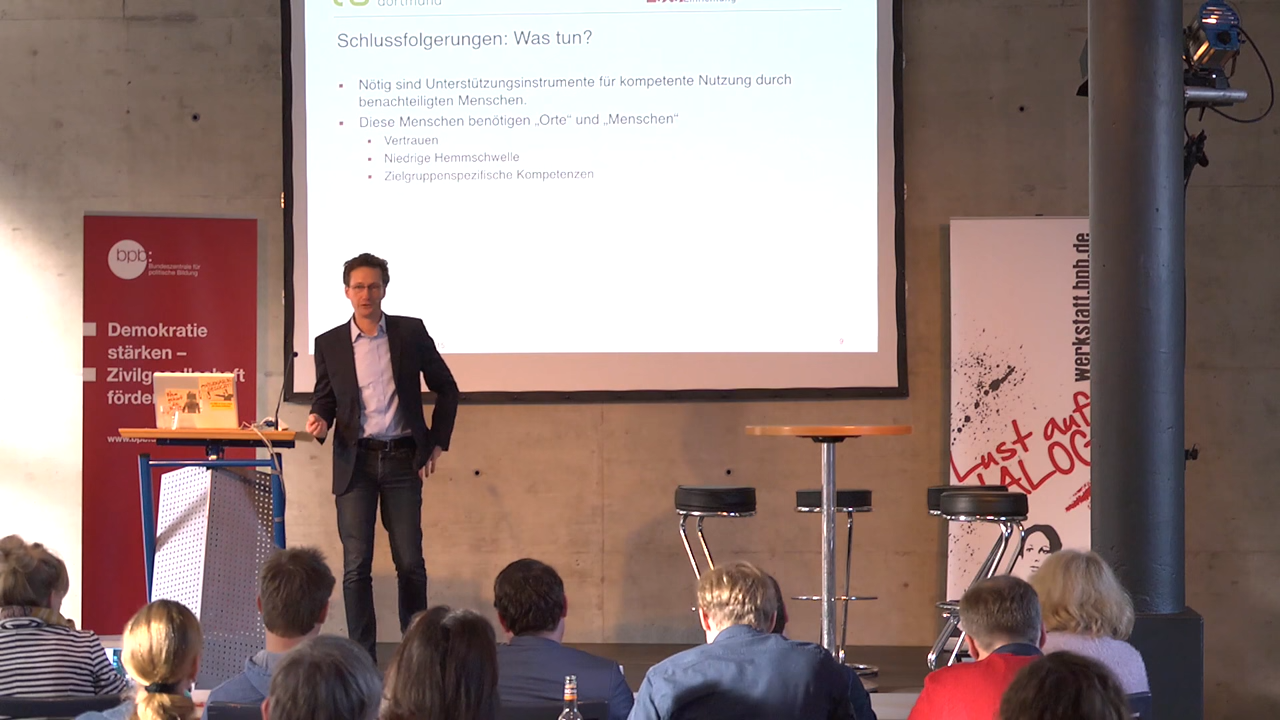 dortmund
Schlussfolgerungen: Was tun?
Nötig sind Unterstützungsinstrumente für kompetente Nutzung durch
benachteiligten Menschen.
Diese Menschen benötigen „Orte“ und „Menschen“
Vertrauen
Niedrige Hemmschwelle
Zielgruppenspezifische Kompetenzen
bpb:
Bundeszentrale für
politische Bildung
Demokratie
stärken –
werkstatt.bpb.de
Lust auf